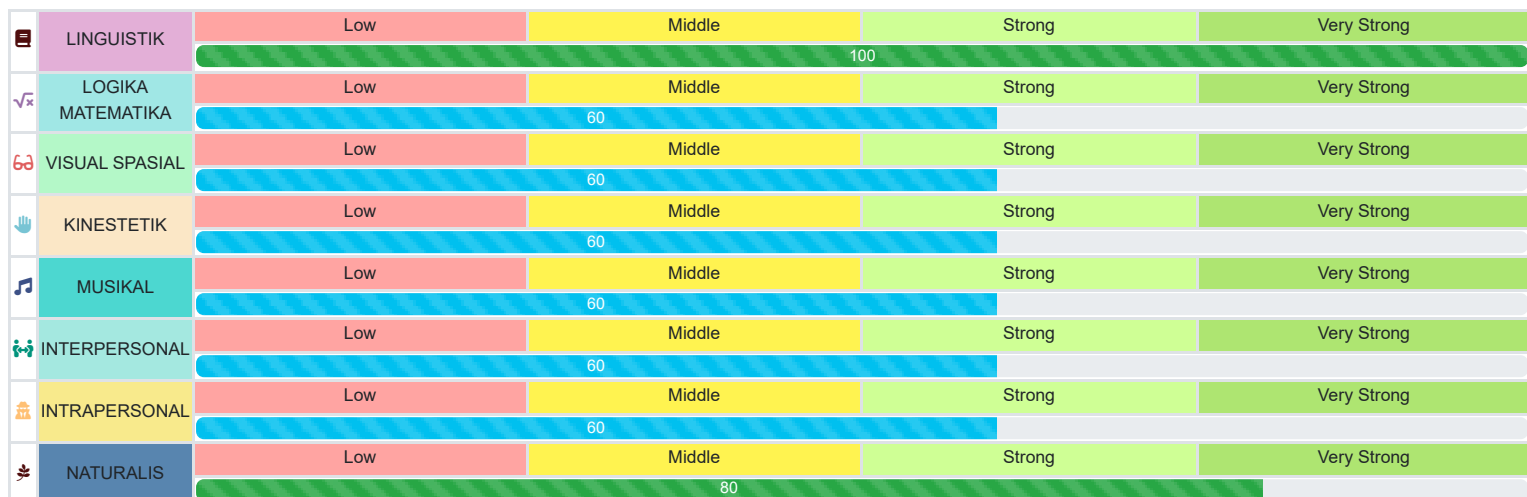 LINGUISTIK
Low Middle Strong Very Strong
100
LOGIKA
MATEMATIKA
Low Middle Strong Very Strong
60
VISUAL SPASIAL
Low Middle Strong Very Strong
60
KINESTETIK
Low Middle Strong Very Strong
60
MUSIKAL
Low Middle Strong Very Strong
60
INTERPERSONAL
Low Middle Strong Very Strong
60
INTRAPERSONAL
Low Middle Strong Very Strong
60
NATURALIS
Low Middle Strong Very Strong
80